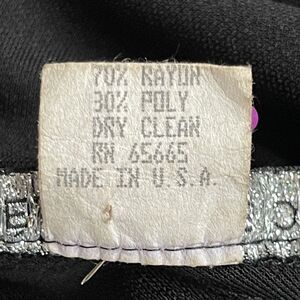 70% RAYON
30% POLY
DRY CLEAN
RN 65665
MADE IN U.S.A.